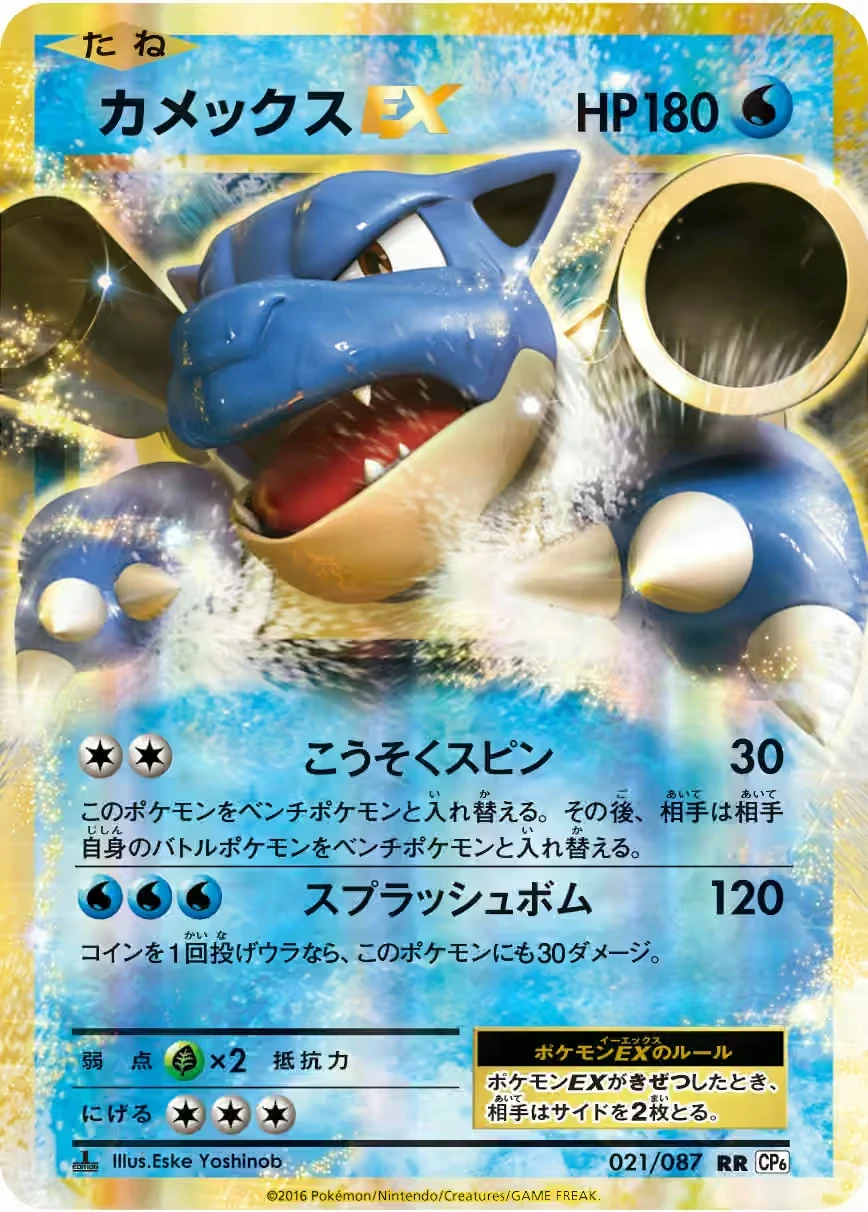 たね
カメックスEX HP180
こうそくスピン 30
このポケモンをベンチポケモンと入れ替える。その後、相手は相手
自身のバトルポケモンをベンチポケモンと入れ替える。
スプラッシュボム 120
コインを1回投げウラなら、このポケモンにも30ダメージ。
弱点 ×2 抵抗力
にげる
ポケモンEXのルール
ポケモンEXがきぜつしたとき、
相手はサイドを2枚とる。
1 EDITION Illus.Eske Yoshinob 021/087 RR CP6
©2016 Pokémon/Nintendo/Creatures/GAME FREAK.